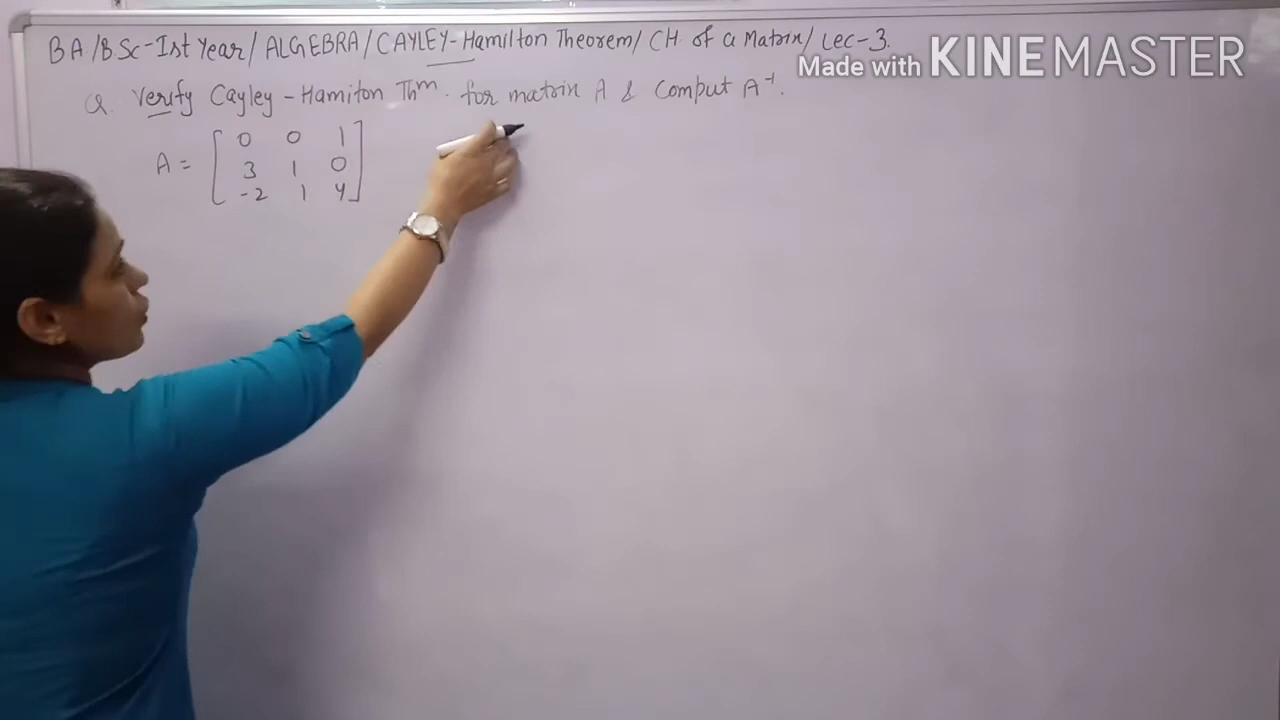 BA/BSc-Ist Year/ALGEBRA/CAYLEY-Hamilton Theorem/ CH. of a Matrix/ Lec-3.
Made with KINEMASTER
Q. Verify Cayley-Hamiton Thm. for matrix A & Comput A⁻¹.
A = [ 0 0 1
3 1 0
-2 1 4 ]